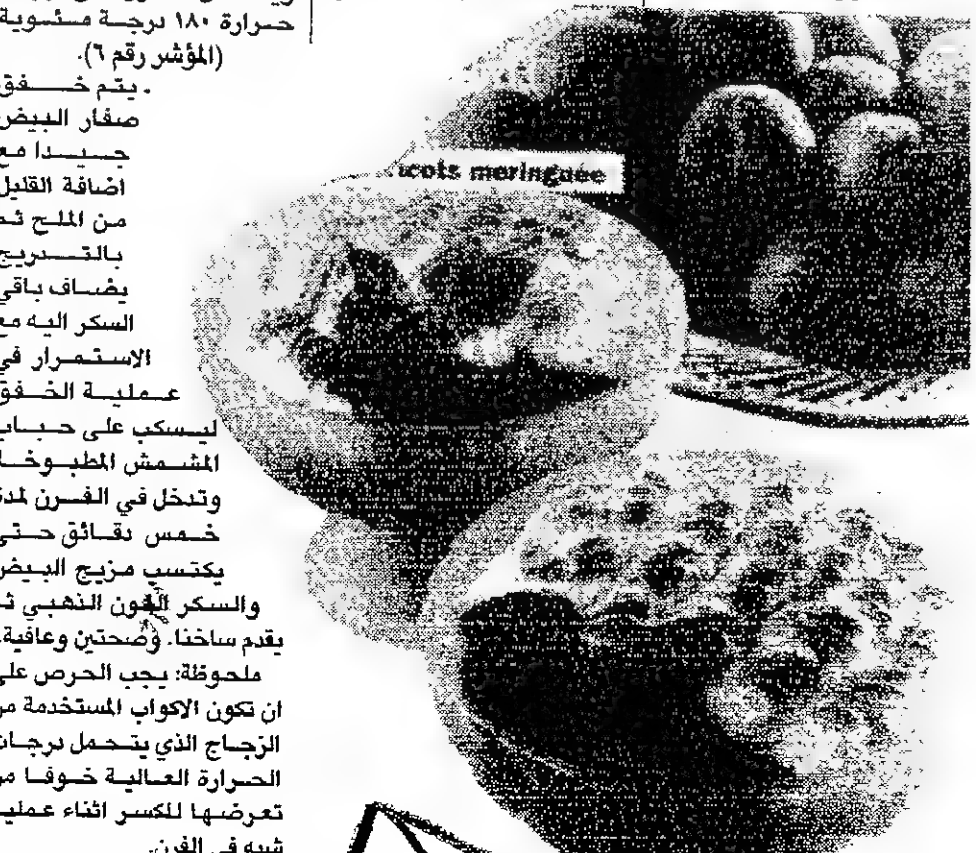 حرارة ١٨٠ درجة مئوية
(المؤشر رقم ٦).
. يتم خفق
صفار البيض
جيدا مع
اضافة القليل
من الملح ثم
بالتدريج
يضاف باقي
السكر اليه مع
الاستمرار في
عملية الخفق
ليسكب على حبات
المشمش المطبوخة
وتدخل في الفرن لمدة
خمس دقائق حتى
يكتسب مزيج البيض
والسكر اللون الذهبي ثم
يقدم ساخنا. وصحتين وعافية.
ملحوظة: يجب الحرص على
ان تكون الاكواب المستخدمة من
الزجاج الذي يتحمل درجات
الحرارة العالية خوفا من
تعرضها للكسر اثناء عملية
شيه في الفرن.
icots meringuée